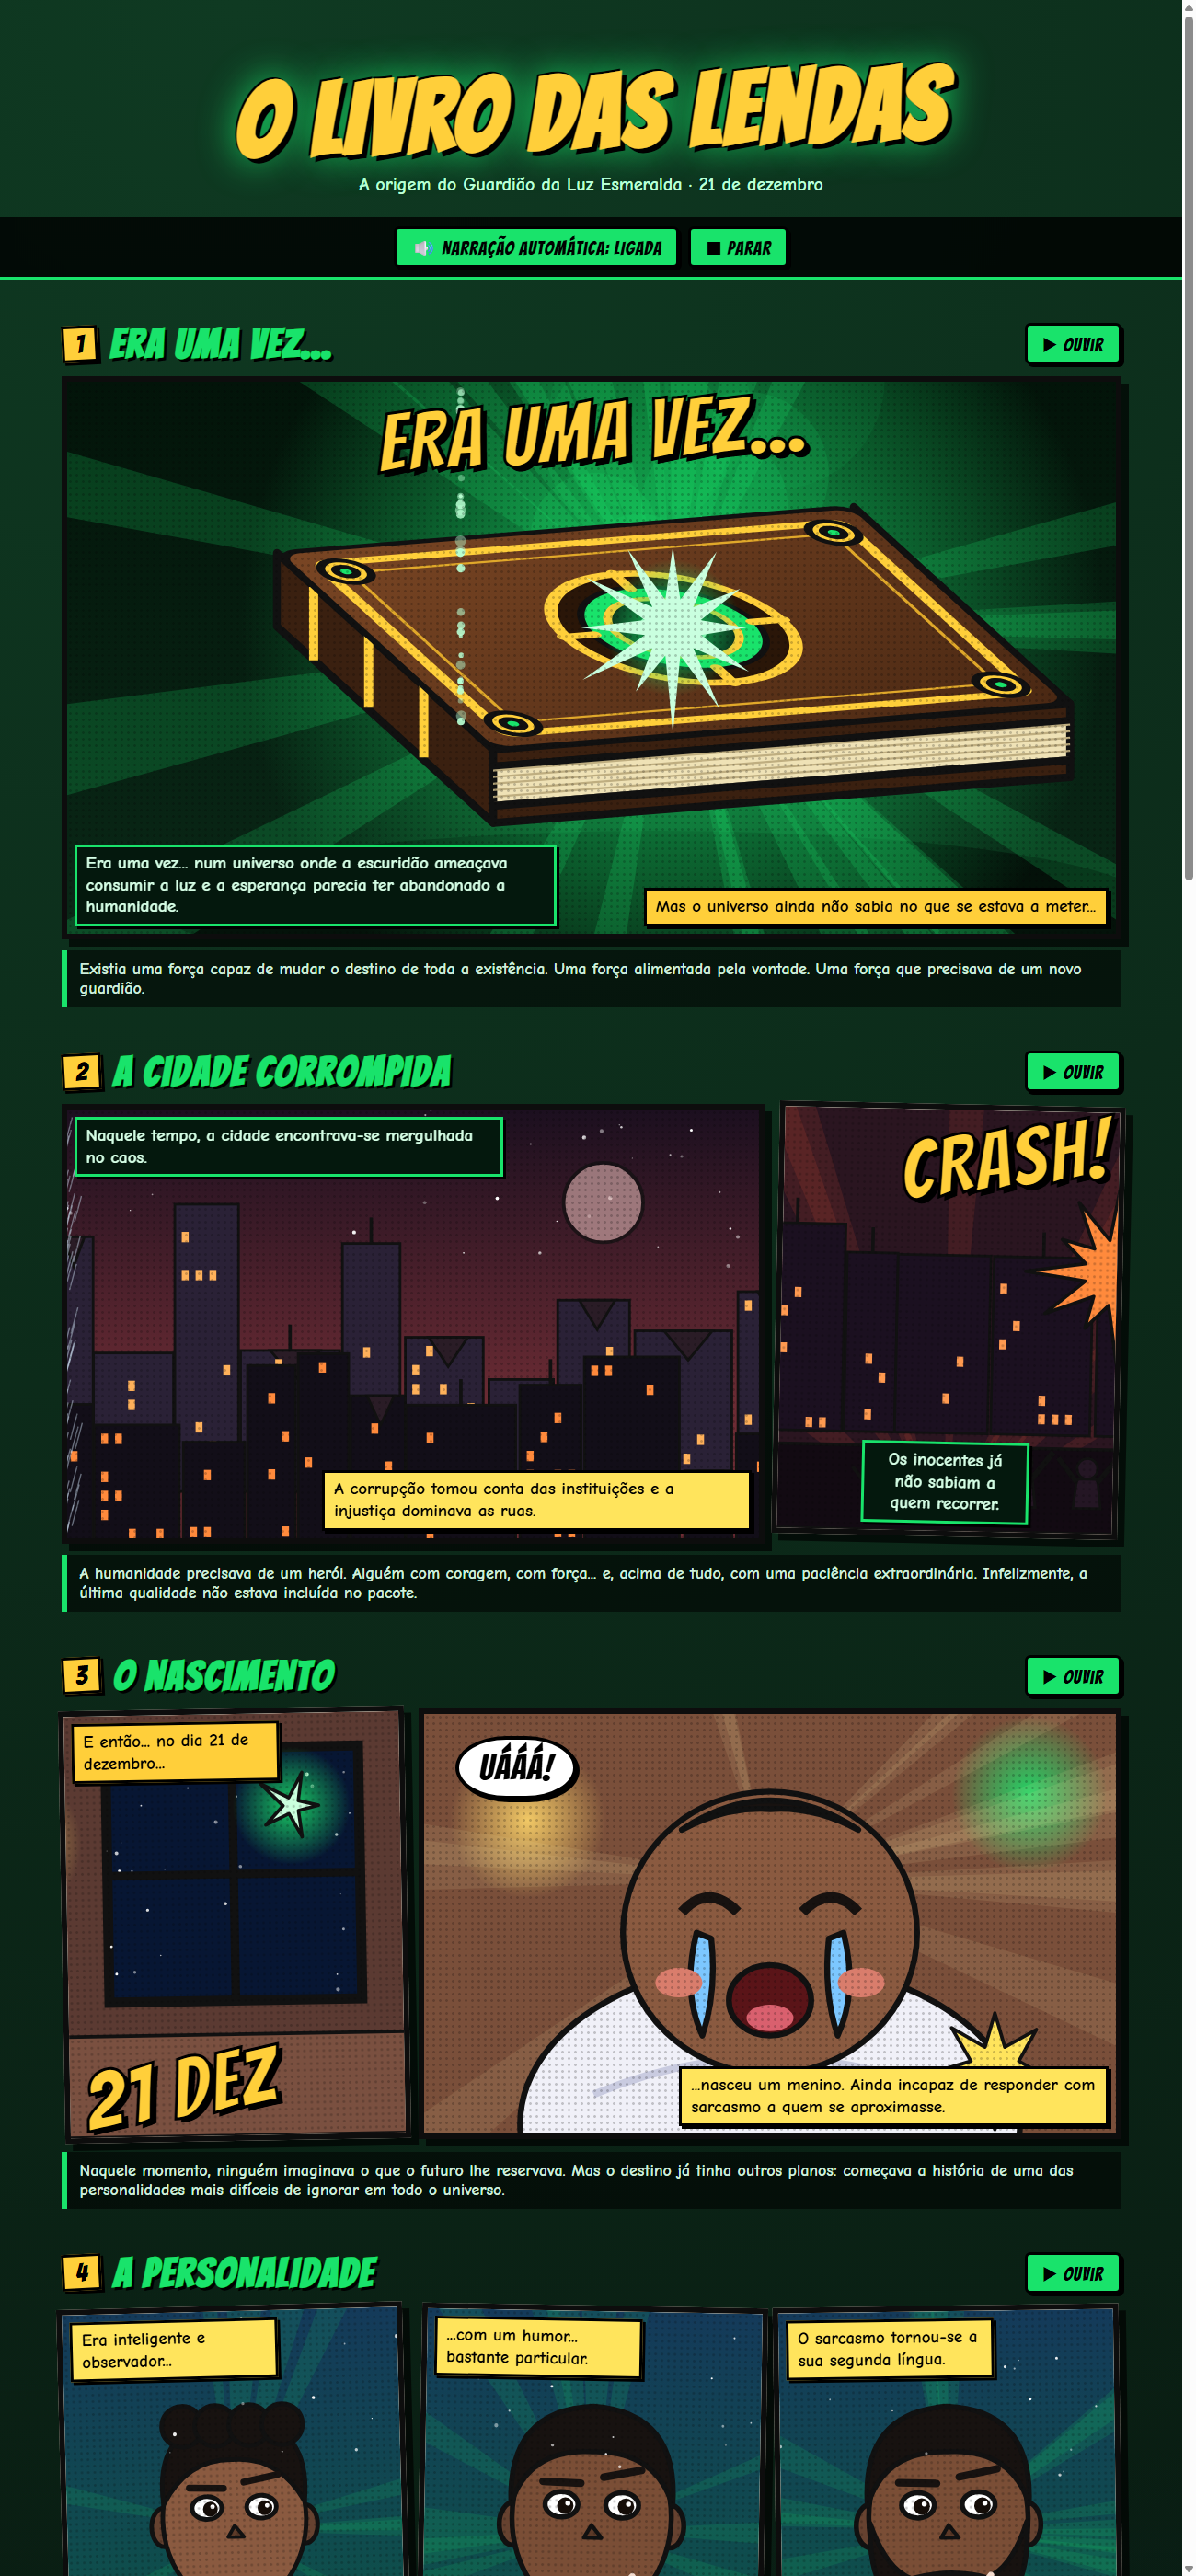 O LIVRO DAS LENDAS
A origem do Guardião da Luz Esmeralda · 21 de dezembro
NARRAÇÃO AUTOMÁTICA: LIGADA
PARAR
1 ERA UMA VEZ...
OUVIR
ERA UMA VEZ...
Era uma vez... num universo onde a escuridão ameaçava
consumir a luz e a esperança parecia ter abandonado a
humanidade.
Mas o universo ainda não sabia no que se estava a meter...
Existia uma força capaz de mudar o destino de toda a existência. Uma força alimentada pela vontade. Uma força que precisava de um novo
guardião.
2 A CIDADE CORROMPIDA
OUVIR
Naquele tempo, a cidade encontrava-se mergulhada
no caos.
A corrupção tomou conta das instituições e a
injustiça dominava as ruas.
CRASH!
Os inocentes já
não sabiam a
quem recorrer.
A humanidade precisava de um herói. Alguém com coragem, com força... e, acima de tudo, com uma paciência extraordinária. Infelizmente, a
última qualidade não estava incluída no pacote.
3 O NASCIMENTO
OUVIR
E então... no dia 21 de
dezembro...
21 DEZ
UÁÁÁ!
...nasceu um menino. Ainda incapaz de responder com
sarcasmo a quem se aproximasse.
Naquele momento, ninguém imaginava o que o futuro lhe reservava. Mas o destino já tinha outros planos: começava a história de uma das
personalidades mais difíceis de ignorar em todo o universo.
4 A PERSONALIDADE
OUVIR
Era inteligente e
observador...
...com um humor...
bastante particular.
O sarcasmo tornou-se a
sua segunda língua.